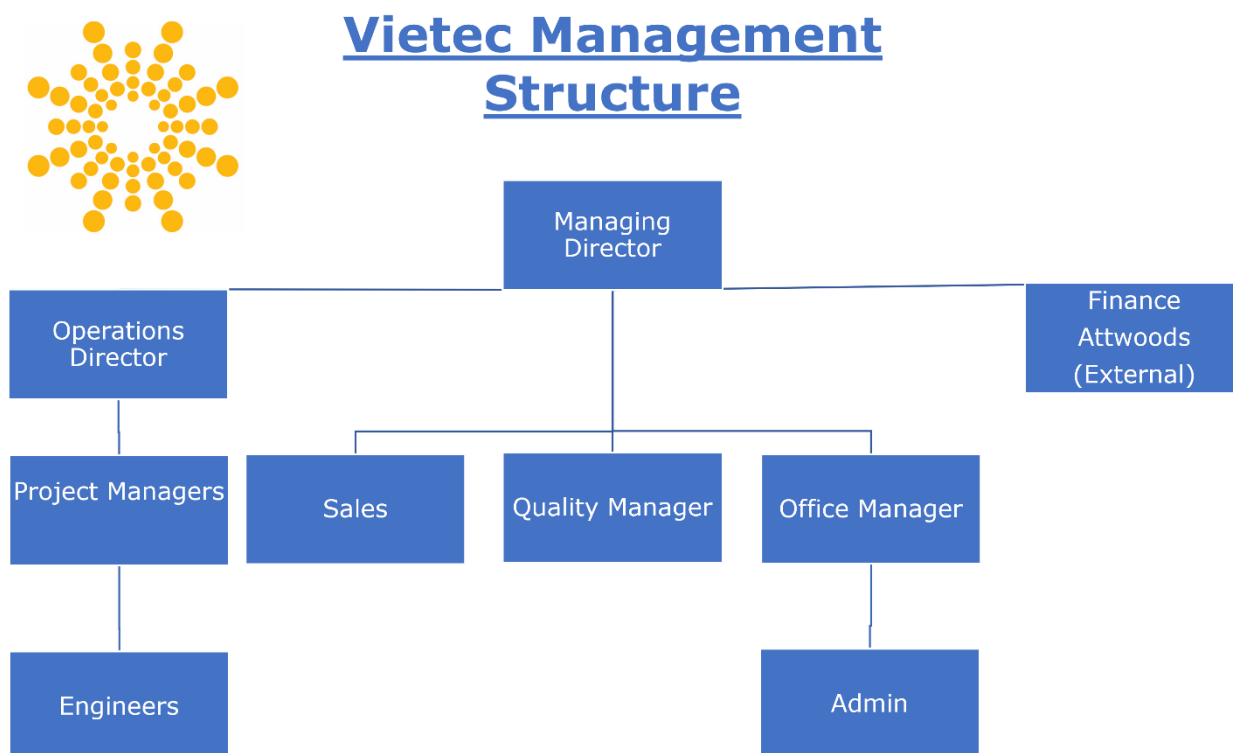 Vietec Management
Structure
Managing
Director
Operations
Director
Finance
Attwoods
(External)
Project Managers
Sales
Quality Manager
Office Manager
Engineers
Admin